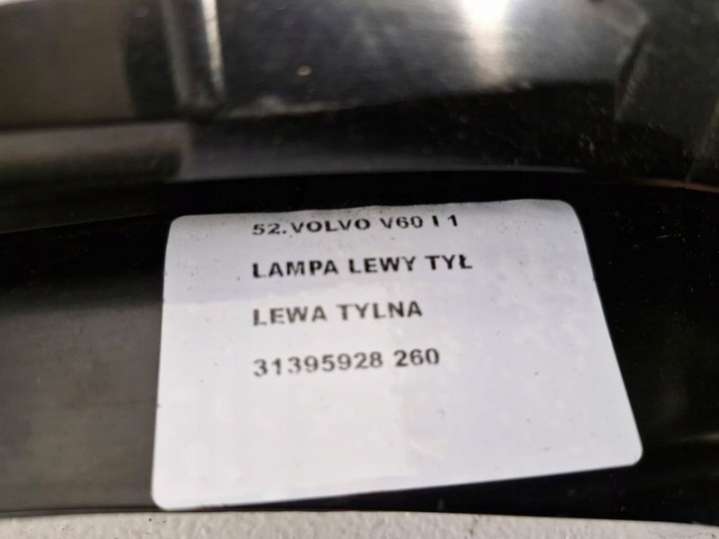 52.VOLVO V60 I 1
LAMPA LEWY TYŁ
LEWA TYLNA
31395928 260